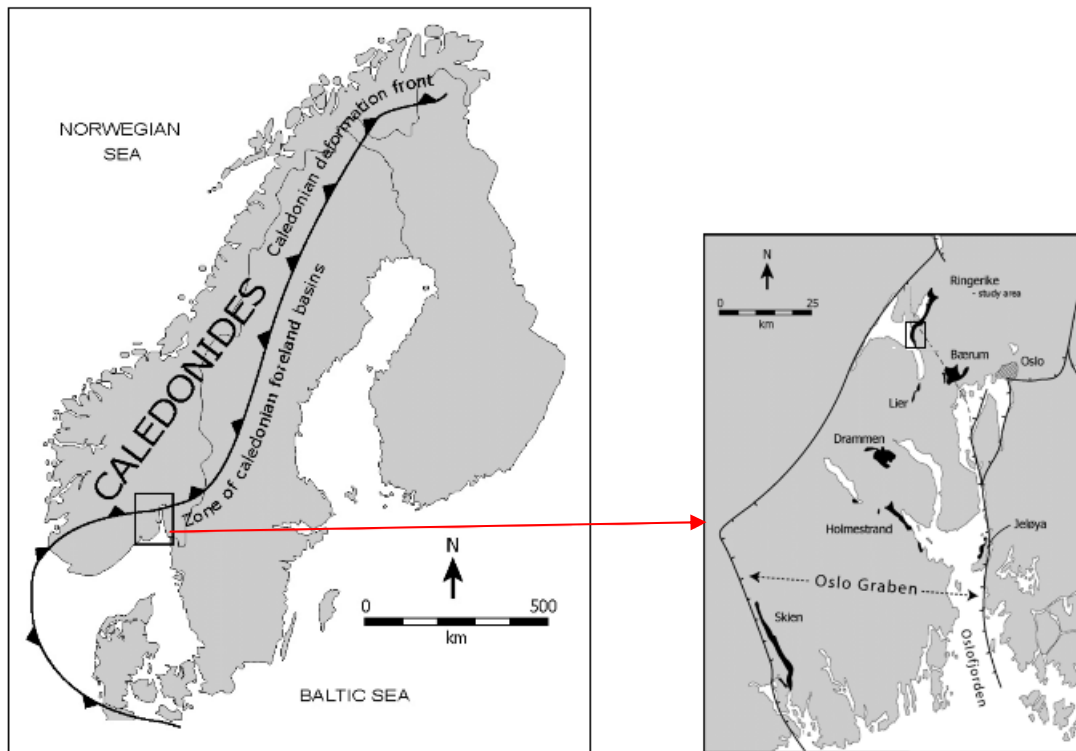 NORWEGIAN
SEA
Caledonian deformation front
CALEDONIDES
Zone of caledonian foreland basins
N
0 500
km
BALTIC SEA
N
0 25
km
Ringerike
- study area
Bærum
Oslo
Lier
Drammen
Holmestrand
Jeløya
Oslo Graben
Skien
Oslofjorden